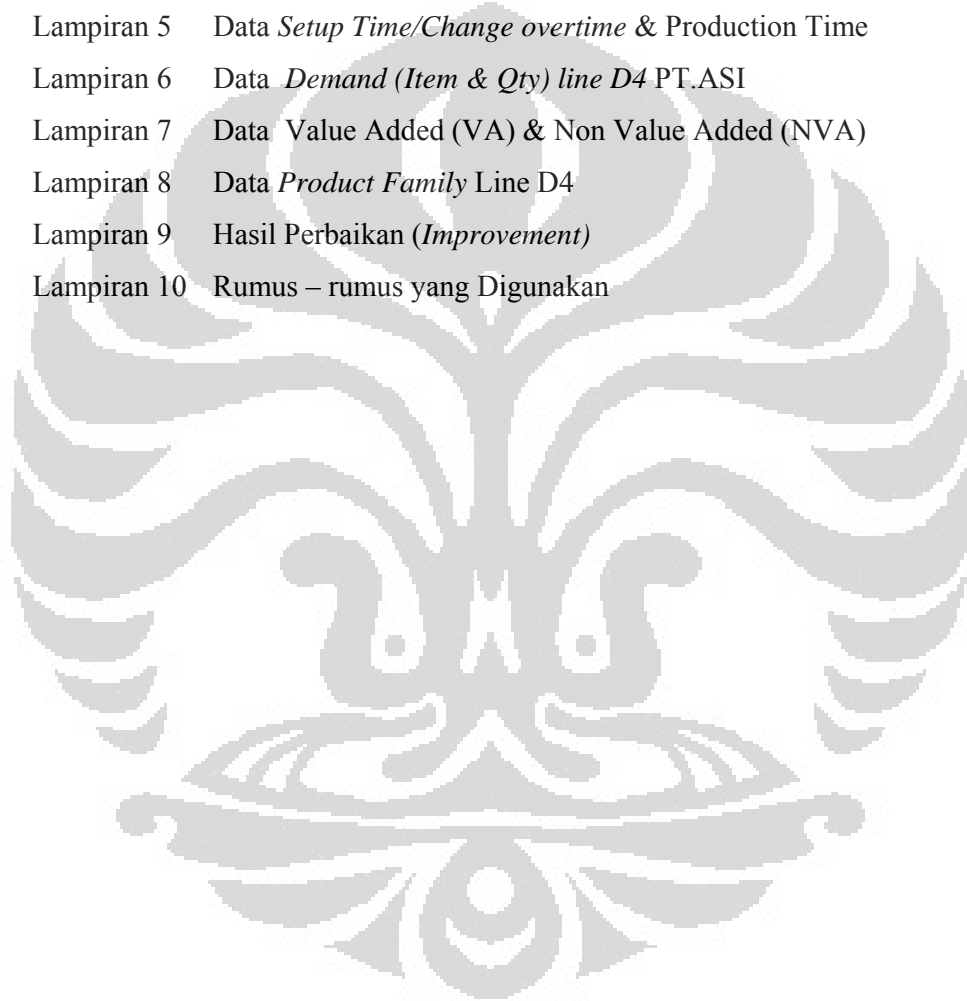 Lampiran 5 Data Setup Time/Change overtime & Production Time
Lampiran 6 Data Demand (Item & Qty) line D4 PT.ASI
Lampiran 7 Data Value Added (VA) & Non Value Added (NVA)
Lampiran 8 Data Product Family Line D4
Lampiran 9 Hasil Perbaikan (Improvement)
Lampiran 10 Rumus – rumus yang Digunakan